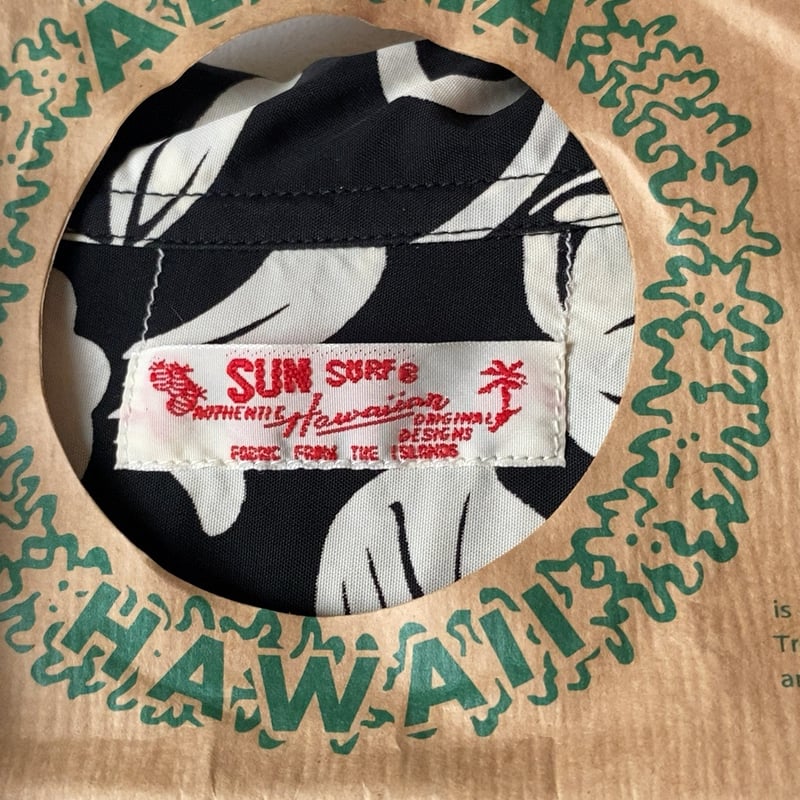 SUN SURF®
AUTHENTIC Hawaiian ORIGINAL
DESIGNS
FABRIC FROM THE ISLANDS
HAWAII
is
Tr
ar